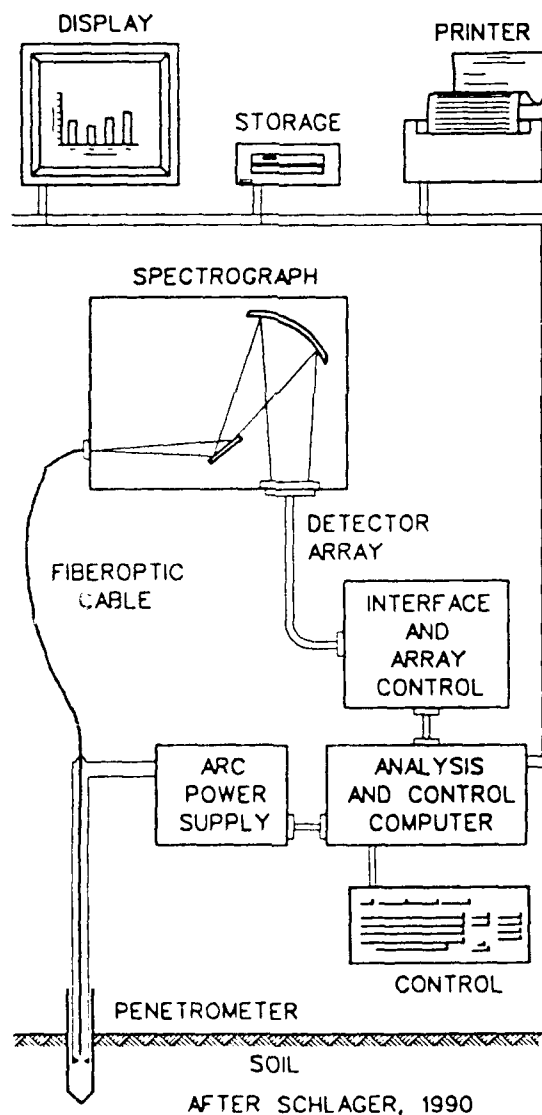 DISPLAY
PRINTER
STORAGE
SPECTROGRAPH
DETECTOR
ARRAY
FIBEROPTIC
CABLE
INTERFACE
AND
ARRAY
CONTROL
ARC
POWER
SUPPLY
ANALYSIS
AND CONTROL
COMPUTER
CONTROL
PENETROMETER
SOIL
AFTER SCHLAGER, 1990